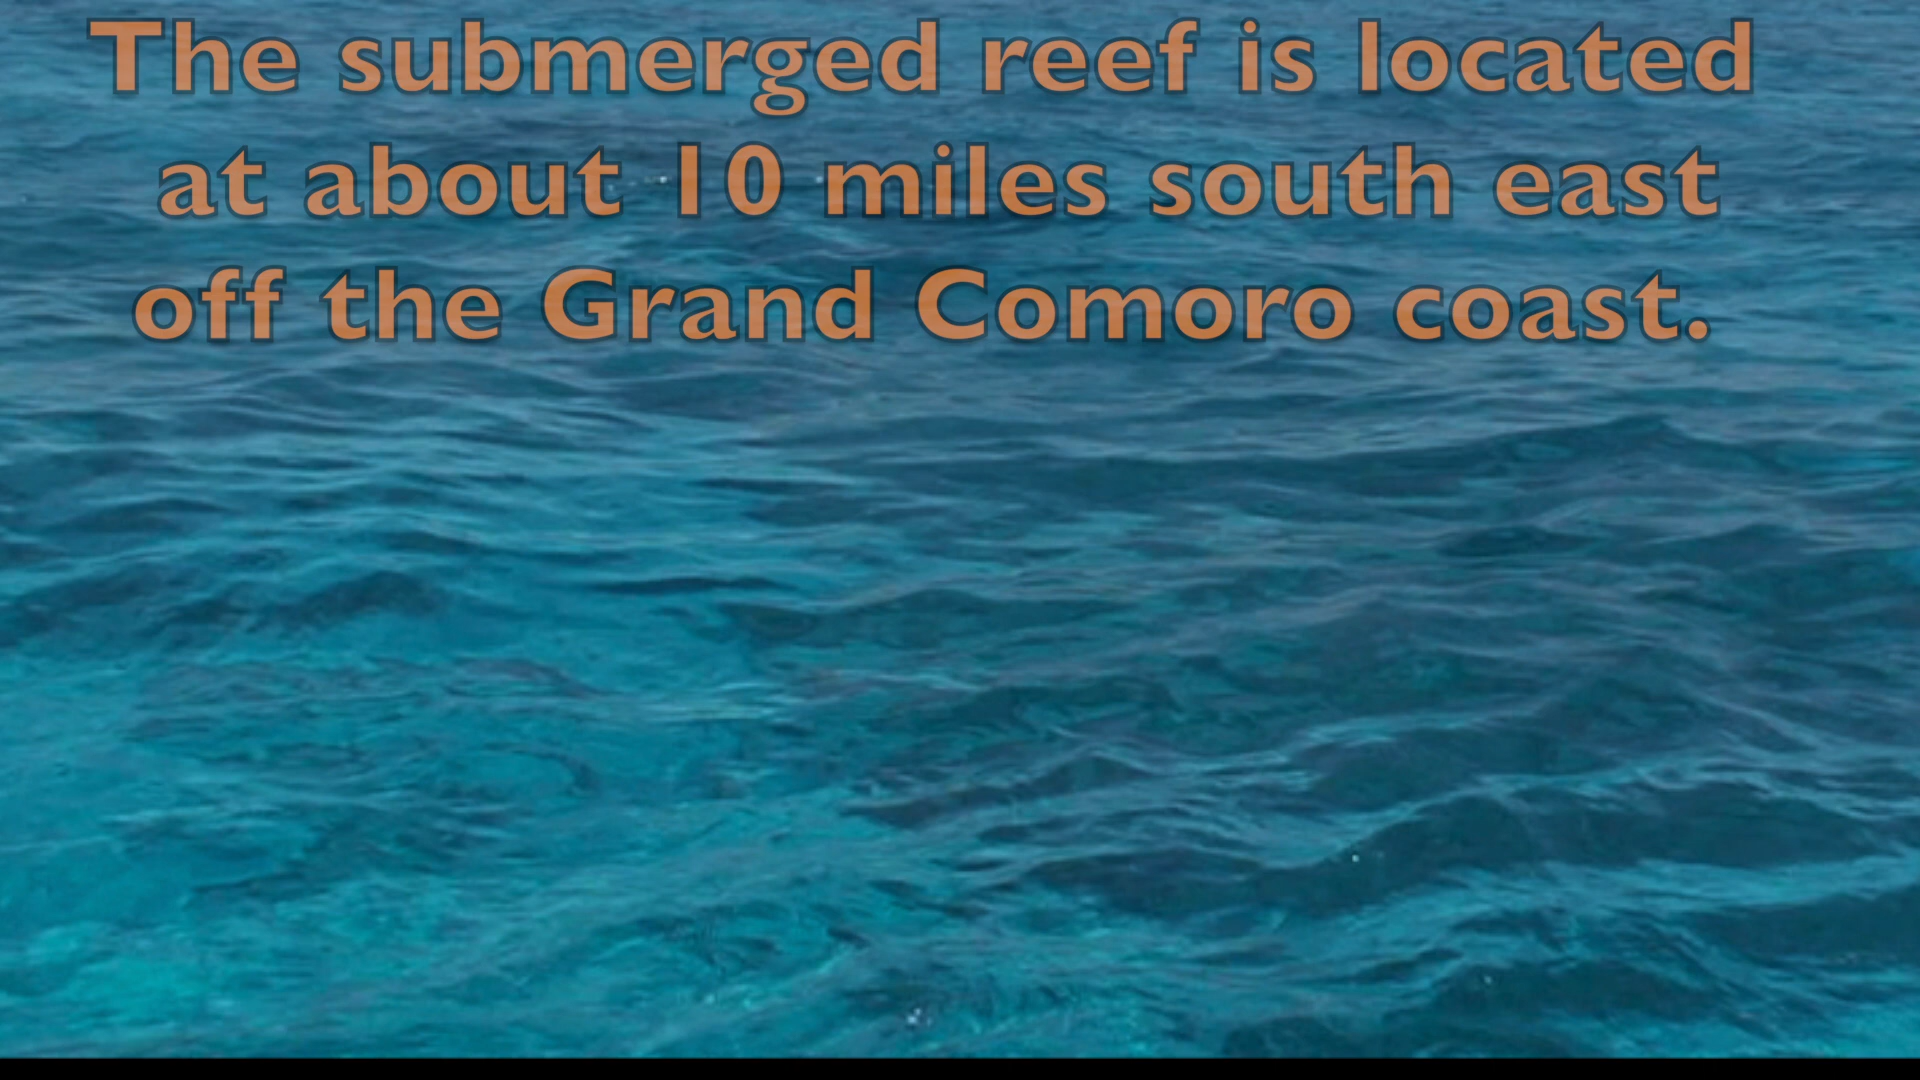 The submerged reef is located
at about 10 miles south east
off the Grand Comoro coast.